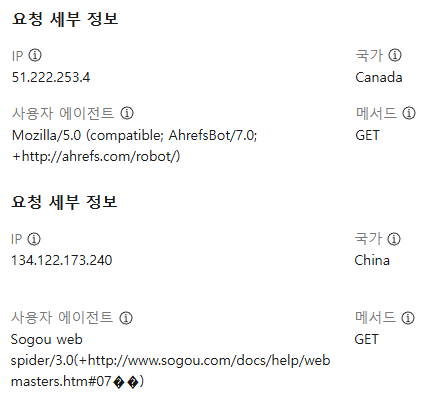 요청 세부 정보
IP ⓘ 국가 ⓘ
51.222.253.4 Canada
사용자 에이전트 ⓘ 메서드 ⓘ
Mozilla/5.0 (compatible; AhrefsBot/7.0; GET
+http://ahrefs.com/robot/)
요청 세부 정보
IP ⓘ 국가 ⓘ
134.122.173.240 China
사용자 에이전트 ⓘ 메서드 ⓘ
Sogou web GET
spider/3.0(+http://www.sogou.com/docs/help/web
masters.htm#07��)